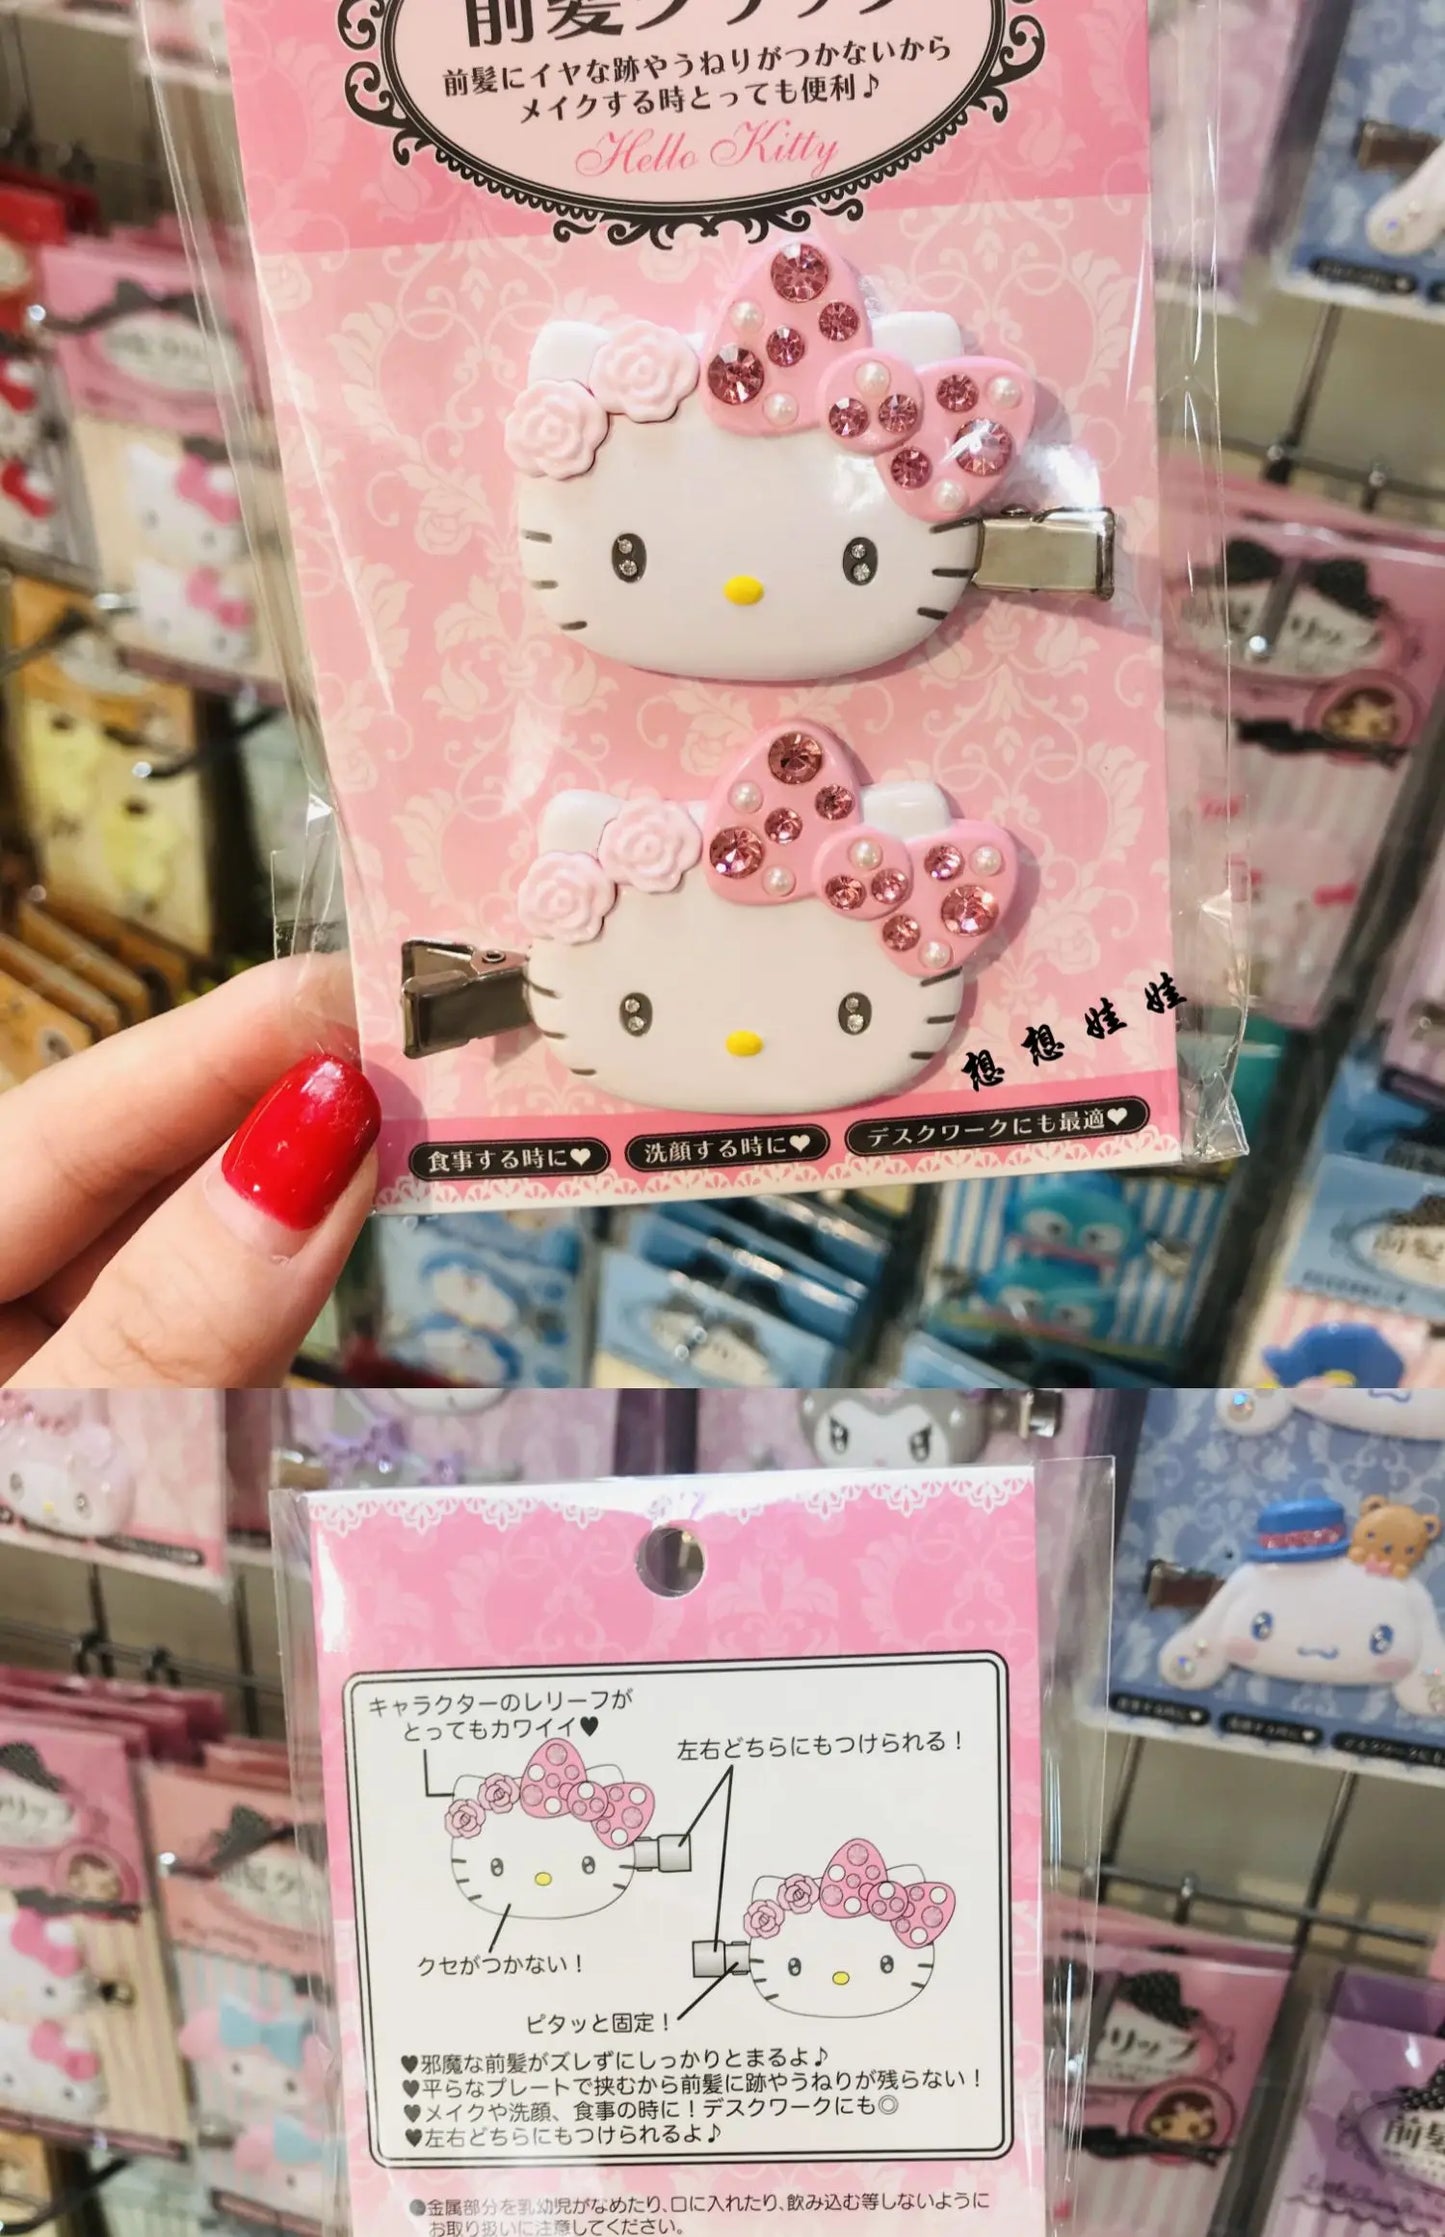 前髪クリップ
前髪にイヤな跡やうねりがつかないから
メイクする時とっても便利♪
Hello Kitty
想想娃娃
食事する時に♥ 洗顔する時に♥ デスクワークにも最適♥
キャラクターのレリーフが
とってもカワイイ♥
左右どちらにもつけられる！
クセがつかない！
ピタッと固定！
♥邪魔な前髪がズレずにしっかりとまるよ♪
♥平らなプレートで挟むから前髪に跡やうねりが残らない！
♥メイクや洗顔、食事の時に！デスクワークにも◎
♥左右どちらにもつけられるよ♪
●金属部分を乳幼児がなめたり、口に入れたり、飲み込む等しないように
お取り扱いに注意してください。